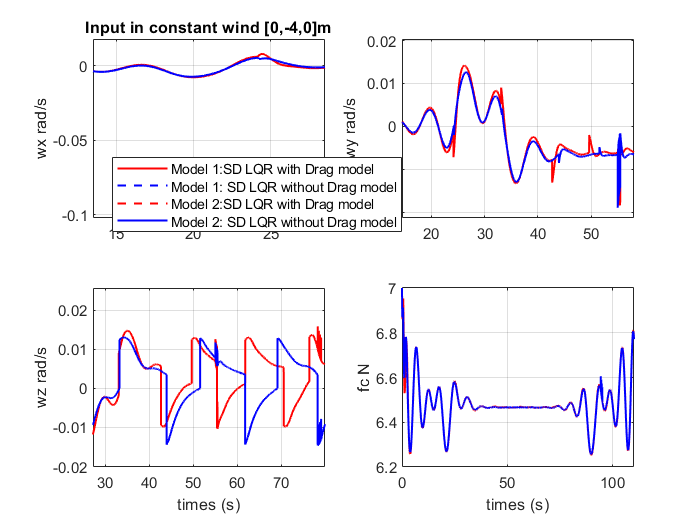 Input in constant wind [0,-4,0]m
0
-0.05
-0.1
wx rad/s
15
20
25
0.02
0.01
0
wy rad/s
20
30
40
50
Model 1:SD LQR with Drag model
Model 1: SD LQR without Drag model
Model 2:SD LQR with Drag model
Model 2: SD LQR without Drag model
0.02
0.01
0
-0.01
-0.02
wz rad/s
30
40
50
60
70
times (s)
7
6.8
6.6
6.4
6.2
fc N
0
50
100
times (s)